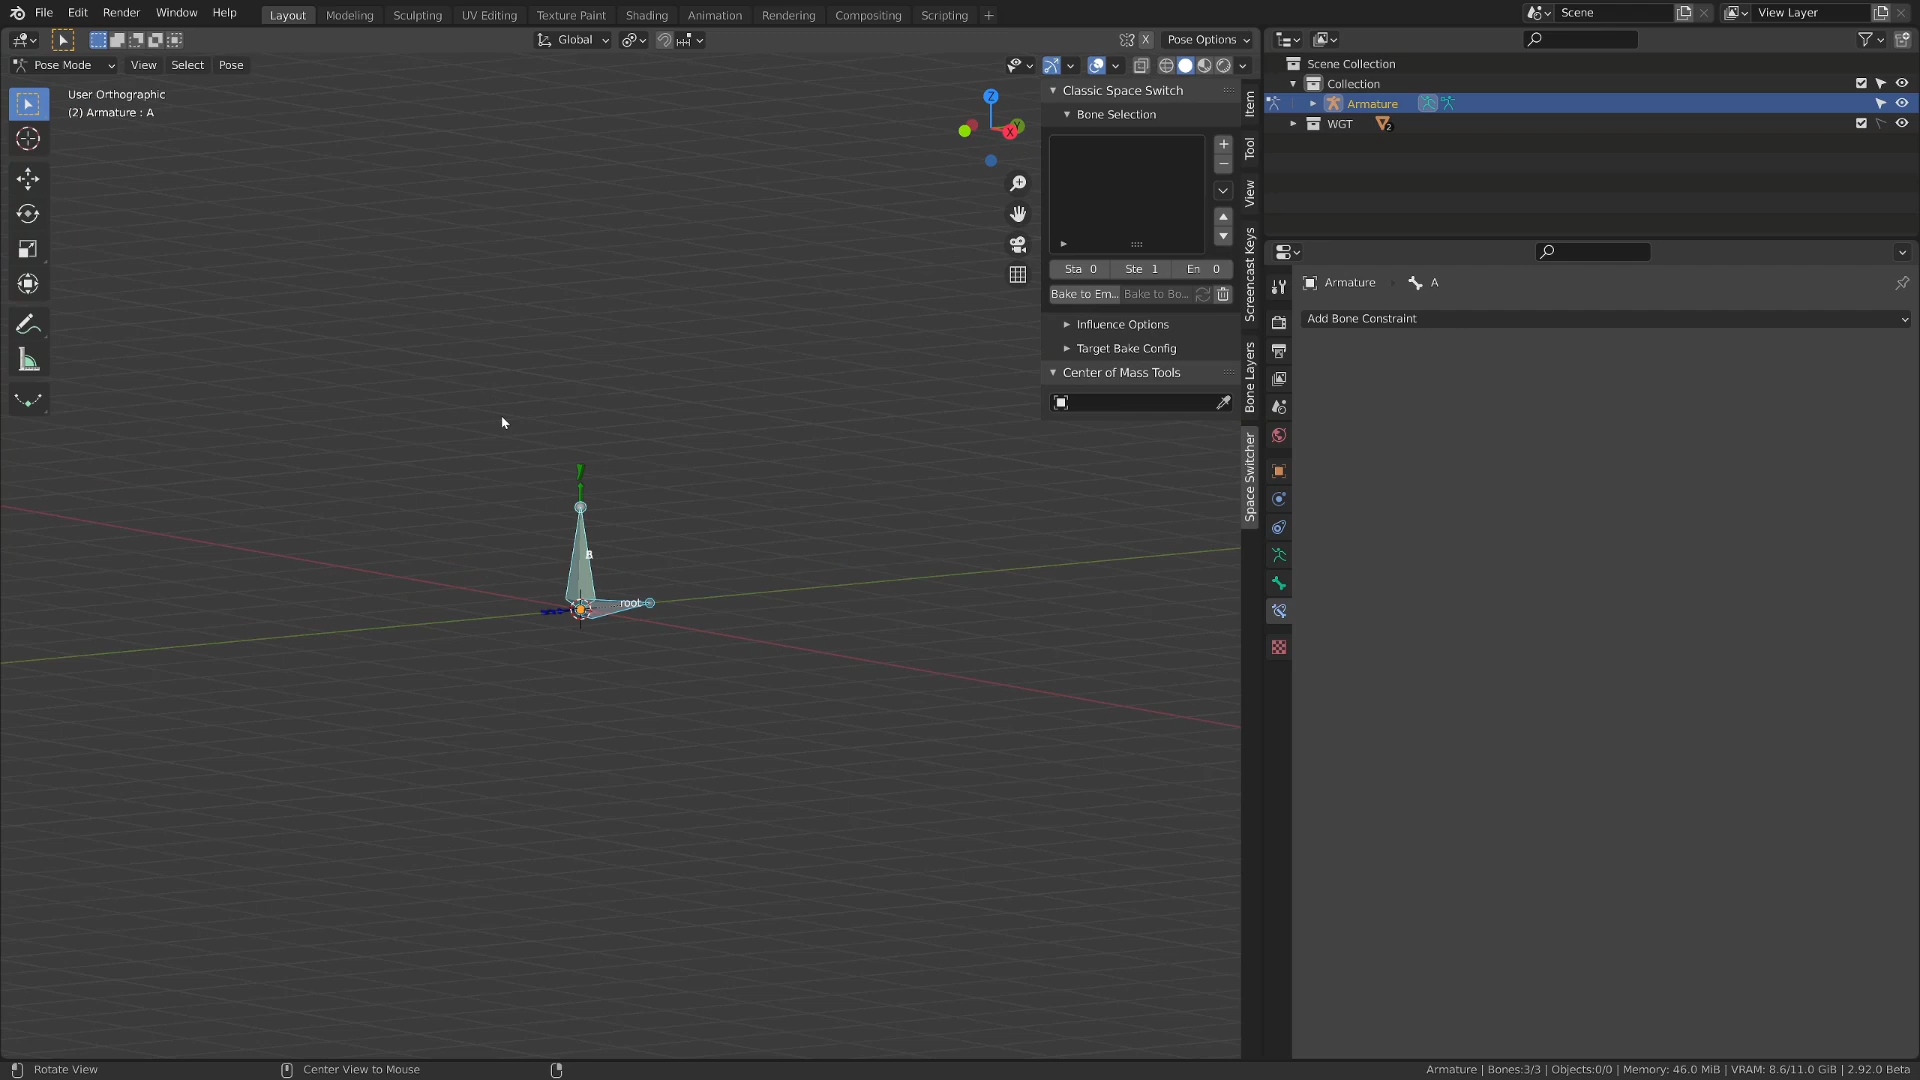 File Edit Render Window Help Layout Modeling Sculpting UV Editing Texture Paint Shading Animation Rendering Compositing Scripting + Scene View Layer
Global X Pose Options
Pose Mode View Select Pose
User Orthographic
(2) Armature : A
Z
Y
X
Classic Space Switch
Bone Selection
Sta 0 Ste 1 En 0
Bake to Em... Bake to Bo...
Influence Options
Target Bake Config
Center of Mass Tools
Item
Tool
View
Screencast Keys
Bone Layers
Space Switcher
root
Scene Collection
Collection
Armature
WGT 2
Armature A
Add Bone Constraint
Rotate View Center View to Mouse Armature | Bones:3/3 | Objects:0/0 | Memory: 46.0 MiB | VRAM: 8.6/11.0 GiB | 2.92.0 Beta